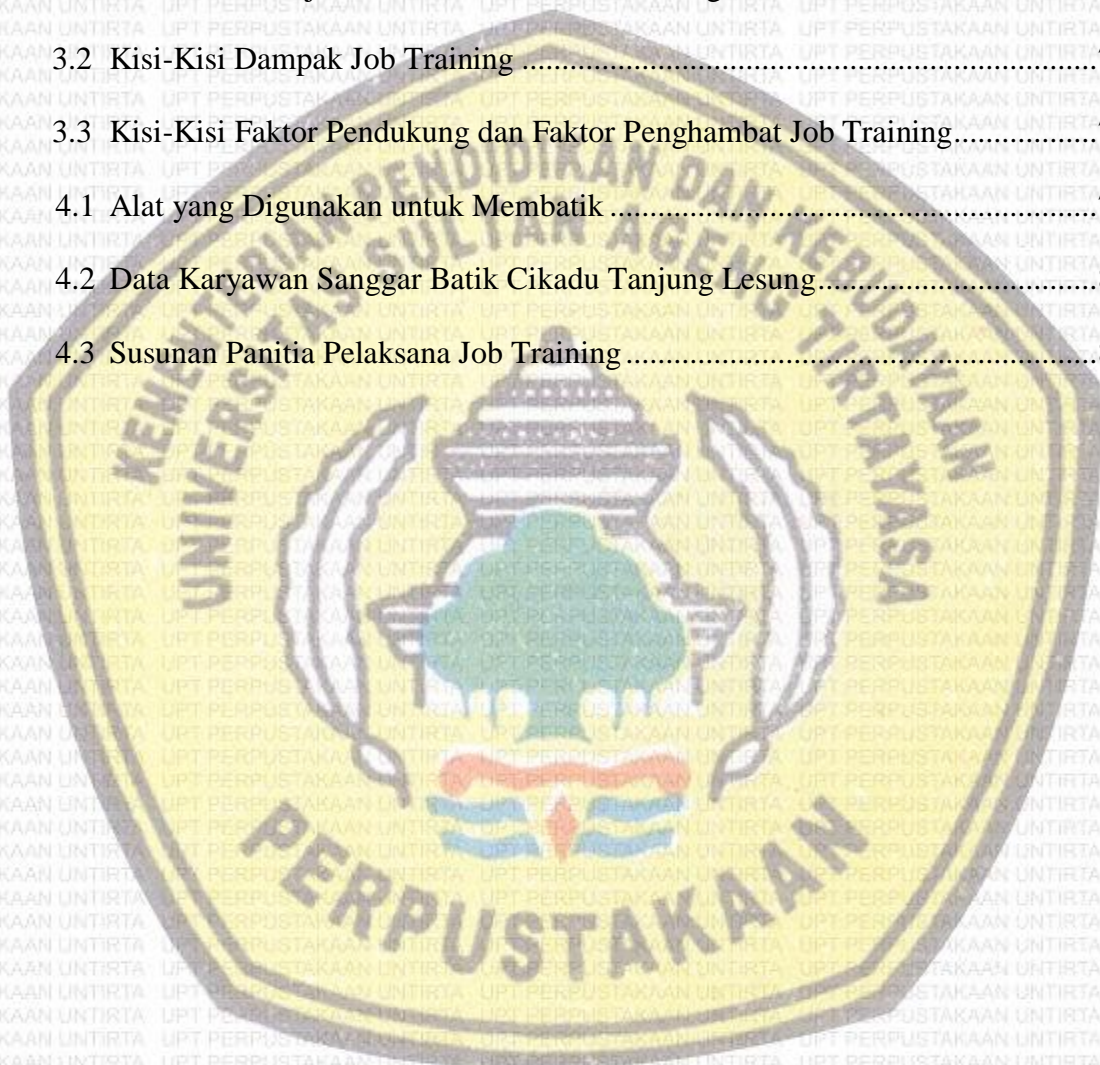 3.2 Kisi-Kisi Dampak Job Training ........................................................................
3.3 Kisi-Kisi Faktor Pendukung dan Faktor Penghambat Job Training..................
4.1 Alat yang Digunakan untuk Membatik .............................................................
4.2 Data Karyawan Sanggar Batik Cikadu Tanjung Lesung...................................
4.3 Susunan Panitia Pelaksana Job Training ...........................................................
KEMENTERIAN PENDIDIKAN DAN KEBUDAYAAN
UNIVERSITAS SULTAN AGENG TIRTAYASA
PERPUSTAKAAN